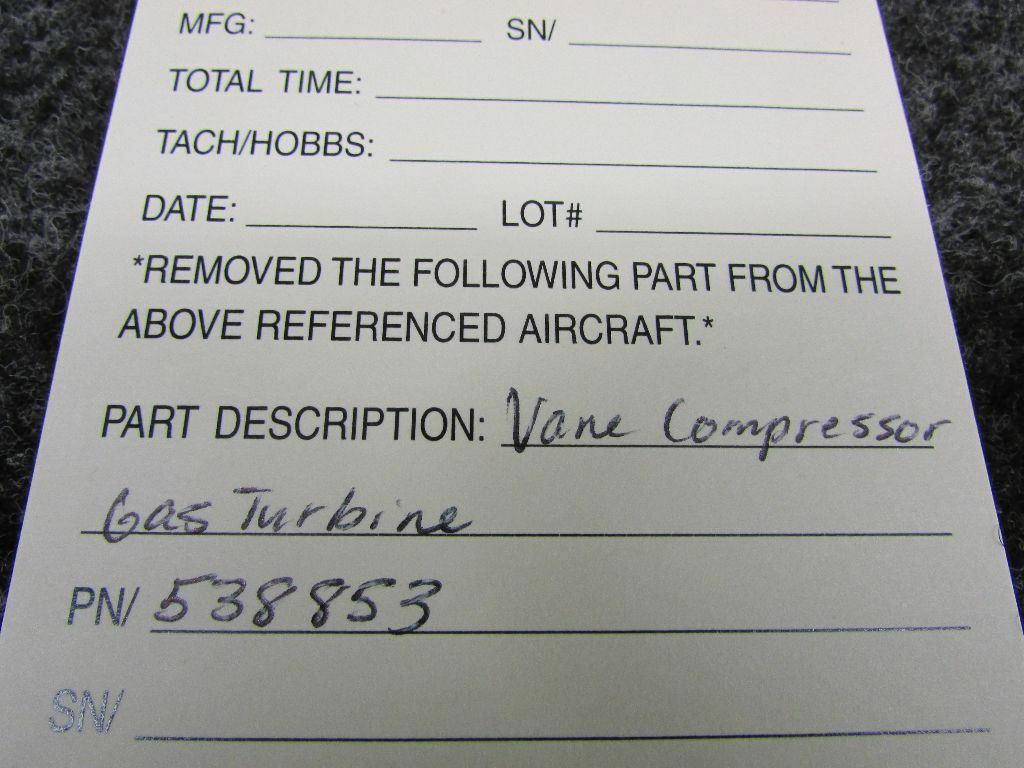 MFG: SN/
TOTAL TIME:
TACH/HOBBS:
DATE: LOT#
*REMOVED THE FOLLOWING PART FROM THE
ABOVE REFERENCED AIRCRAFT.*
PART DESCRIPTION: Vane Compressor
Gas Turbine
PN/ 538853
SN/